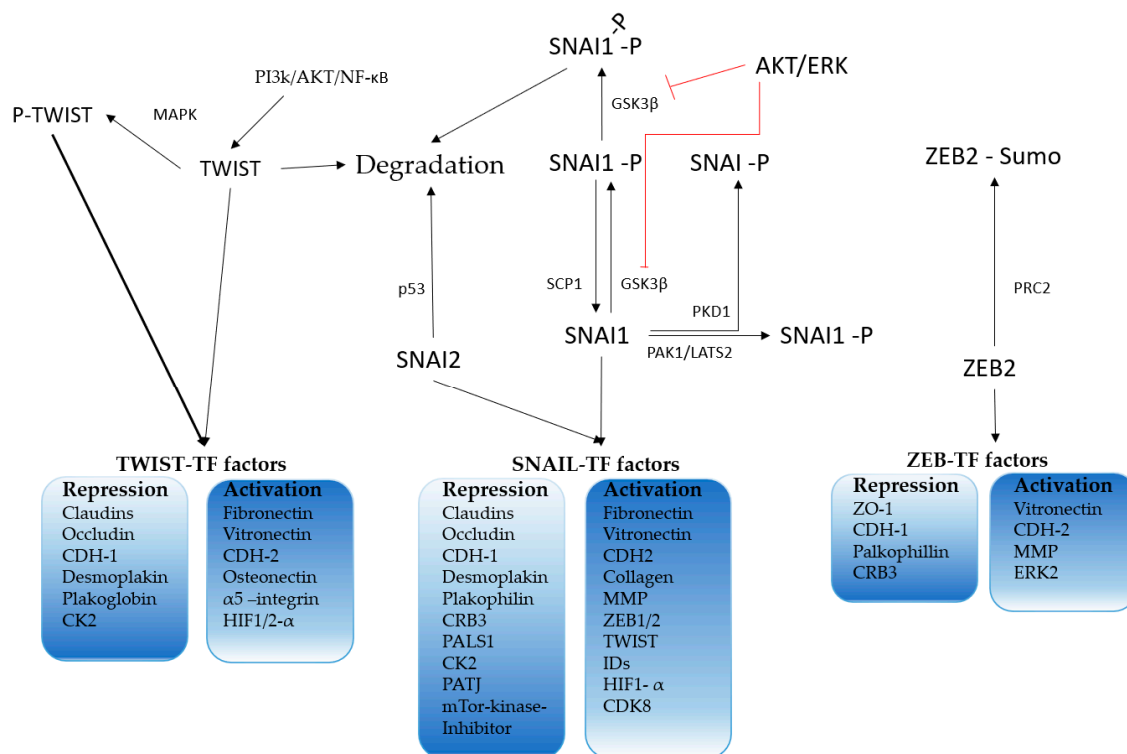 -P
SNAI1 -P
AKT/ERK
PI3k/AKT/NF-κB
GSK3β
P-TWIST
MAPK
TWIST
Degradation
SNAI1 -P
SNAI -P
ZEB2 - Sumo
p53
SCP1
GSK3β
PKD1
PRC2
SNAI2
SNAI1
PAK1/LATS2
SNAI1 -P
ZEB2
TWIST-TF factors
Repression
Claudins
Occludin
CDH-1
Desmoplakin
Plakoglobin
CK2
Activation
Fibronectin
Vitronectin
CDH-2
Osteonectin
α5 –integrin
HIF1/2-α
SNAIL-TF factors
Repression
Claudins
Occludin
CDH-1
Desmoplakin
Plakophilin
CRB3
PALS1
CK2
PATJ
mTor-kinase-
Inhibitor
Activation
Fibronectin
Vitronectin
CDH2
Collagen
MMP
ZEB1/2
TWIST
IDs
HIF1- α
CDK8
ZEB-TF factors
Repression
ZO-1
CDH-1
Palkophillin
CRB3
Activation
Vitronectin
CDH-2
MMP
ERK2